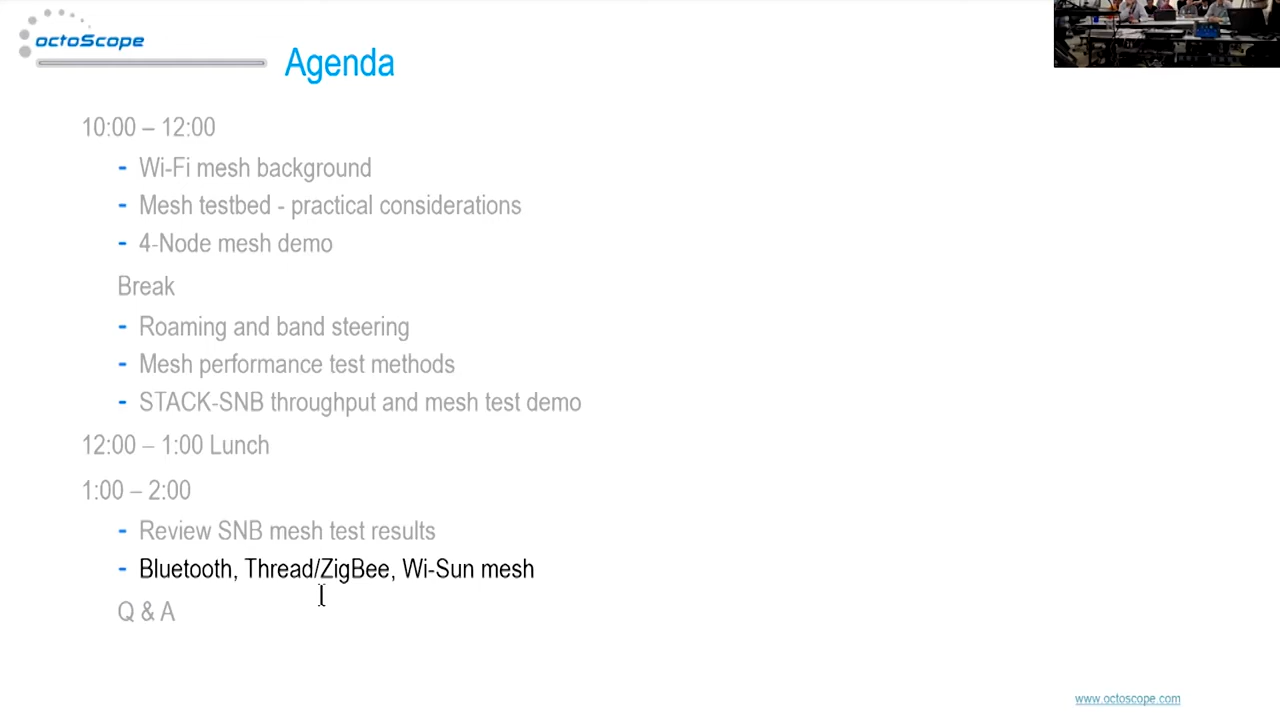 octoScope
Agenda
10:00 – 12:00
- Wi-Fi mesh background
- Mesh testbed - practical considerations
- 4-Node mesh demo
Break
- Roaming and band steering
- Mesh performance test methods
- STACK-SNB throughput and mesh test demo
12:00 – 1:00 Lunch
1:00 – 2:00
- Review SNB mesh test results
- Bluetooth, Thread/ZigBee, Wi-Sun mesh
Q & A
www.octoscope.com